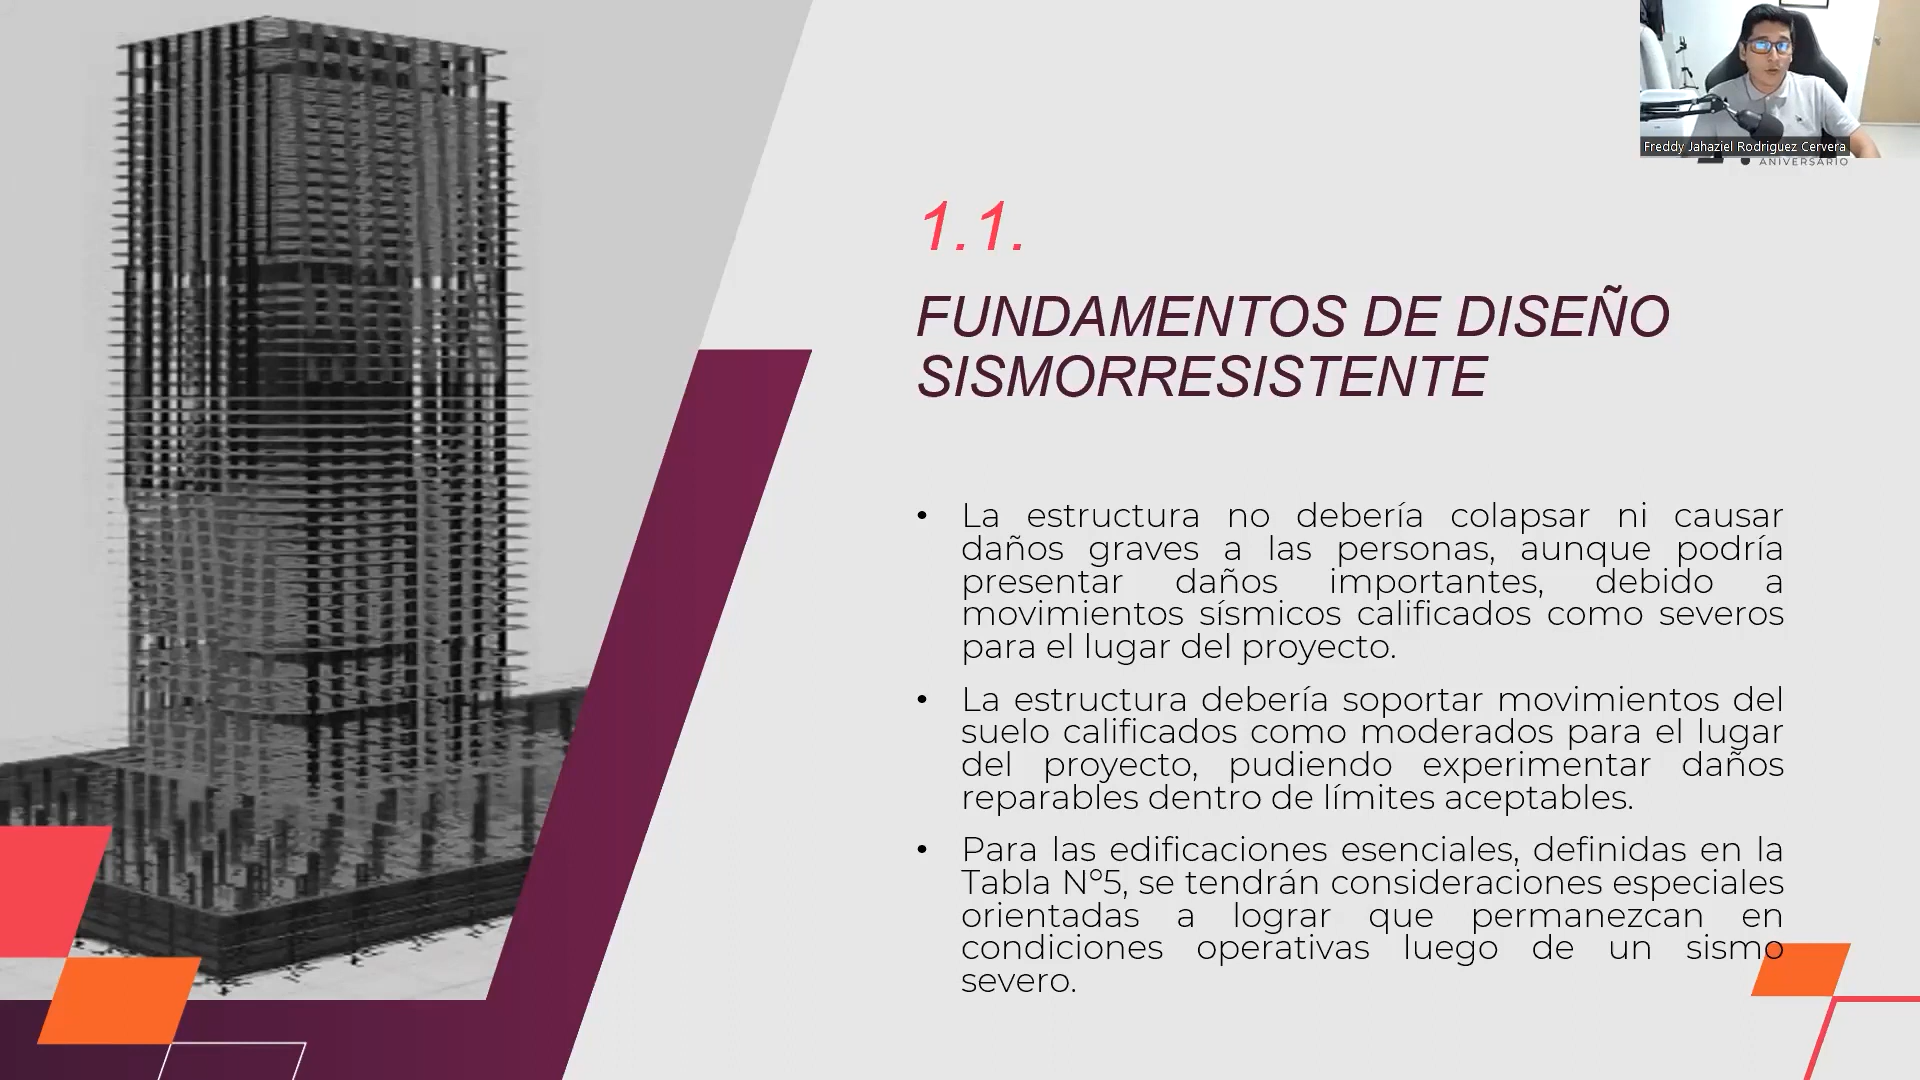 Freddy Jahaziel Rodriguez Cervera
ANIVERSARIO
1.1.
FUNDAMENTOS DE DISEÑO
SISMORRESISTENTE
• La estructura no debería colapsar ni causar
daños graves a las personas, aunque podría
presentar daños importantes, debido a
movimientos sísmicos calificados como severos
para el lugar del proyecto.
• La estructura debería soportar movimientos del
suelo calificados como moderados para el lugar
del proyecto, pudiendo experimentar daños
reparables dentro de límites aceptables.
• Para las edificaciones esenciales, definidas en la
Tabla Nº5, se tendrán consideraciones especiales
orientadas a lograr que permanezcan en
condiciones operativas luego de un sismo
severo.